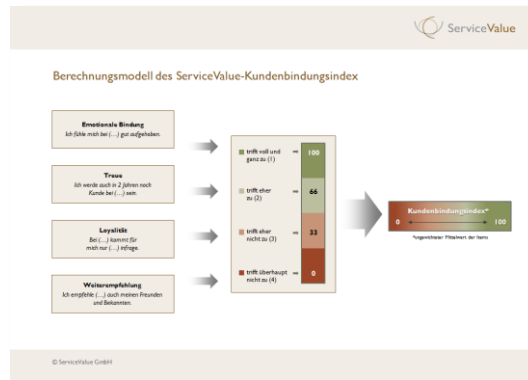 ServiceValue
Berechnungsmodell des ServiceValue-Kundenbindungsindex
Emotionale Bindung
Ich fühle mich bei (…) gut aufgehoben.
Treue
Ich werde auch in 2 Jahren noch
Kunde bei (…) sein.
Loyalität
Bei (…) kommt für
mich nur (…) infrage.
Weiterempfehlung
Ich empfehle (…) auch meinen Freunden
und Bekannten.
trifft voll und
ganz zu (1)
100
trifft eher
zu (2)
66
trifft eher
nicht zu (3)
33
trifft überhaupt
nicht zu (4)
0
Kundenbindungsindex*
0
100
*ungewichteter Mittelwert der Items
© ServiceValue GmbH